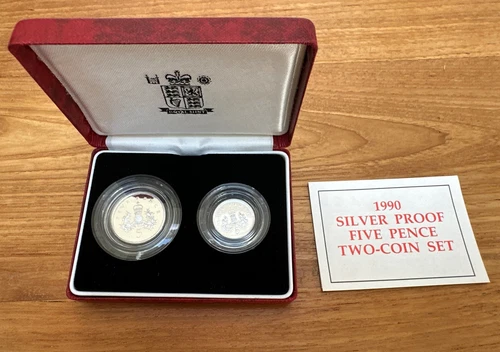 1990
SILVER PROOF
FIVE PENCE
TWO-COIN SET